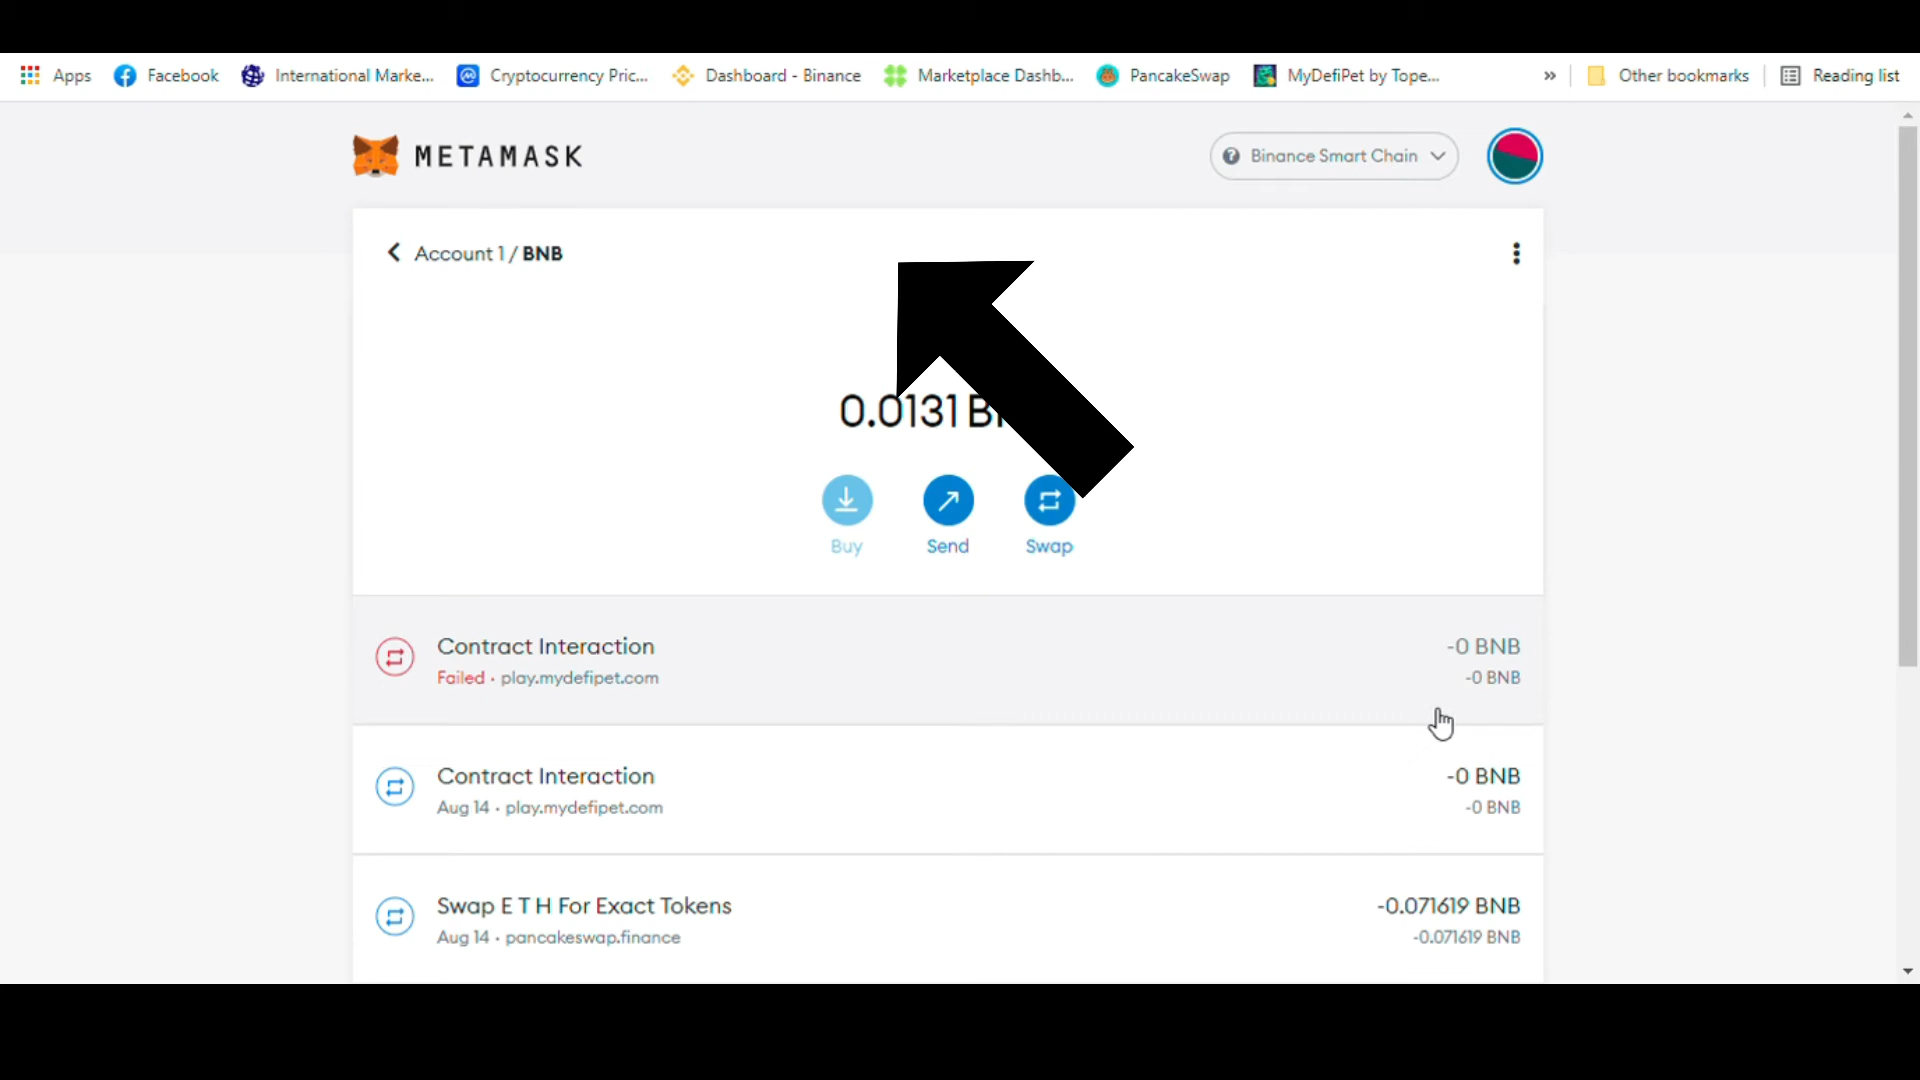 Apps Facebook International Marke... Cryptocurrency Pric... Dashboard - Binance Marketplace Dashb... PancakeSwap MyDefiPet by Tope... » Other bookmarks Reading list
METAMASK Binance Smart Chain
Account 1 / BNB
0.0131
Buy Send Swap
Contract Interaction -0 BNB
Failed · play.mydefipet.com -0 BNB
Contract Interaction -0 BNB
Aug 14 · play.mydefipet.com -0 BNB
Swap E T H For Exact Tokens -0.071619 BNB
Aug 14 · pancakeswap.finance -0.071619 BNB